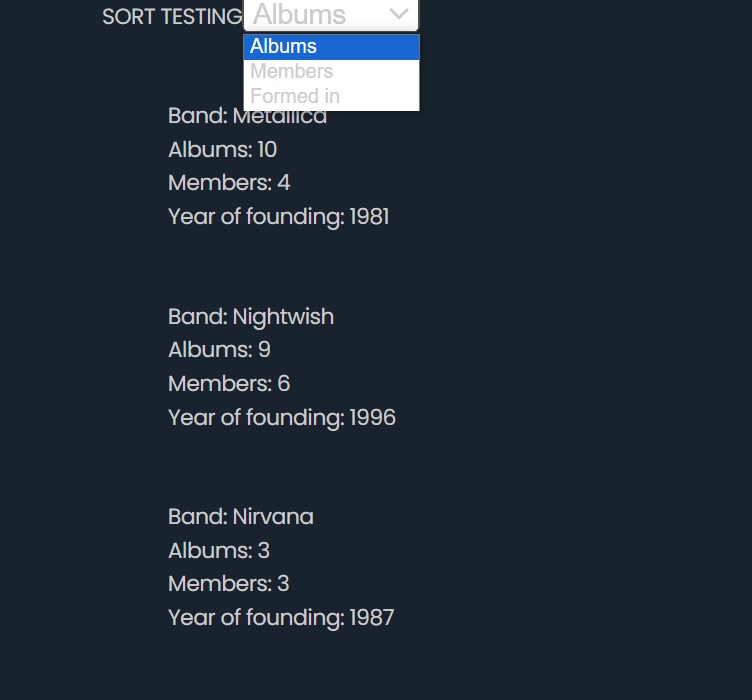 SORT TESTING Albums
Albums
Members
Formed in
Band: Metallica
Albums: 10
Members: 4
Year of founding: 1981
Band: Nightwish
Albums: 9
Members: 6
Year of founding: 1996
Band: Nirvana
Albums: 3
Members: 3
Year of founding: 1987